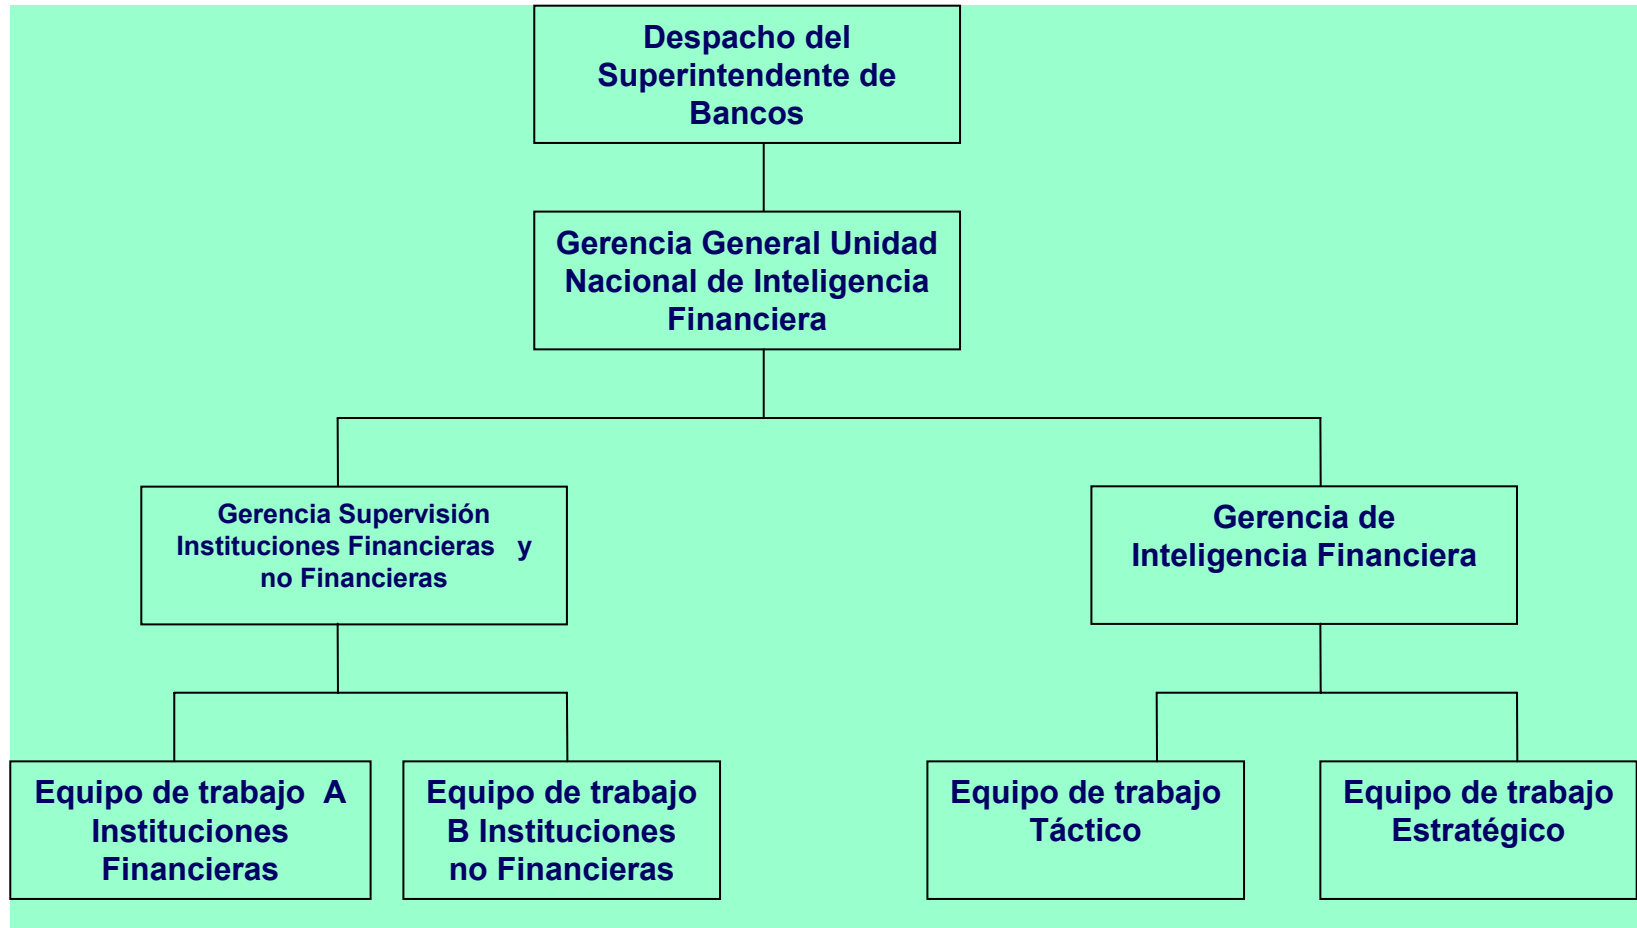 Despacho del
Superintendente de
Bancos
Gerencia General Unidad
Nacional de Inteligencia
Financiera
Gerencia Supervisión
Instituciones Financieras y
no Financieras
Gerencia de
Inteligencia Financiera
Equipo de trabajo A
Instituciones
Financieras
Equipo de trabajo
B Instituciones
no Financieras
Equipo de trabajo
Táctico
Equipo de trabajo
Estratégico